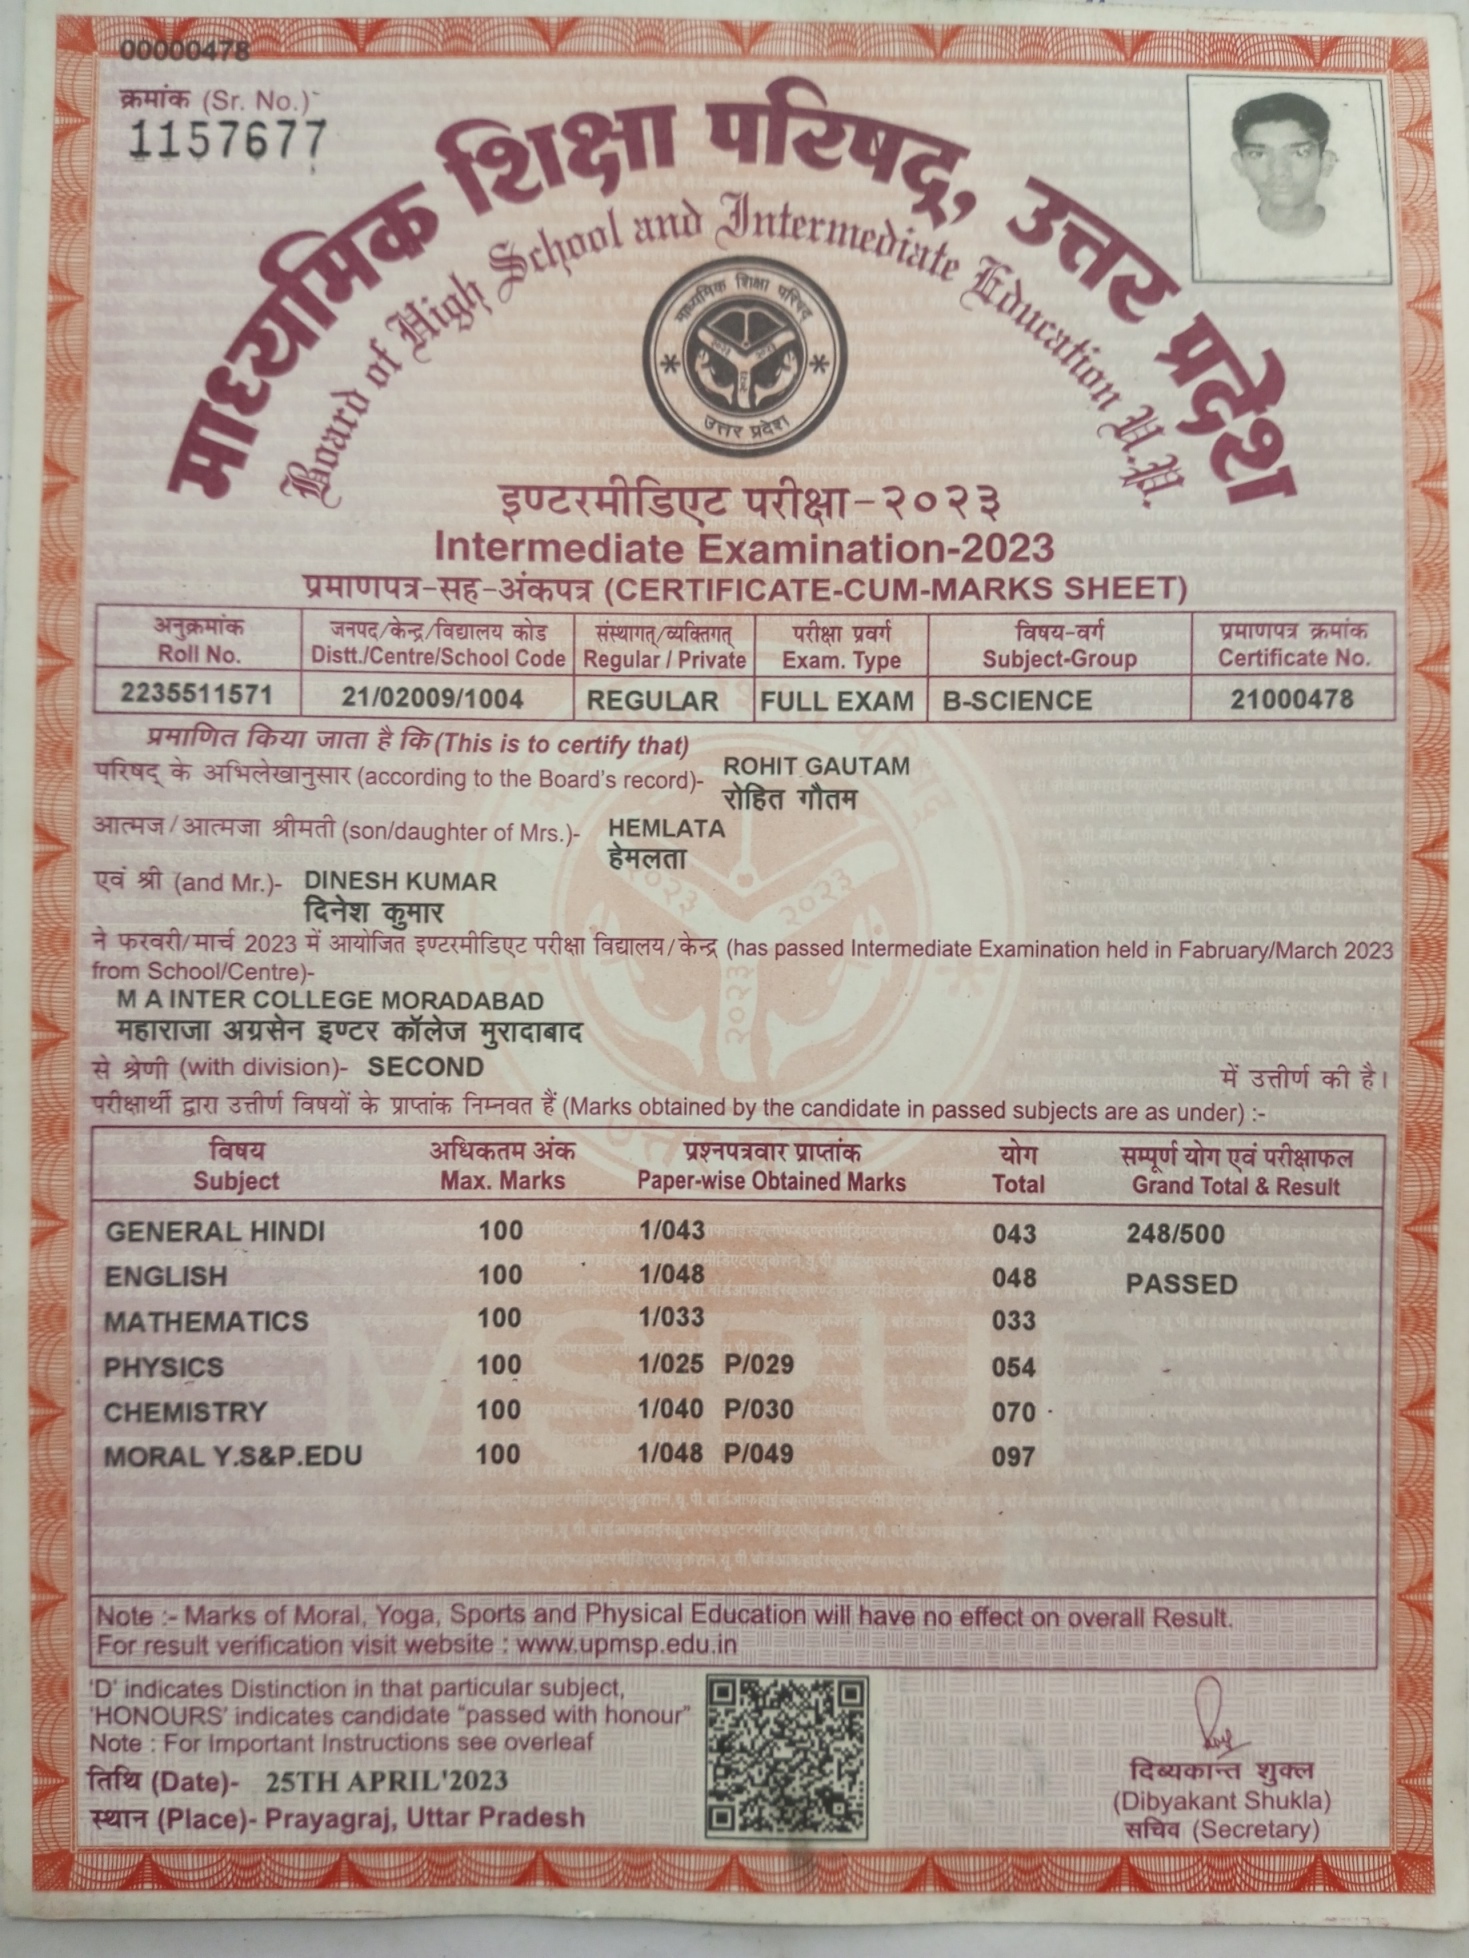 00000478
क्रमांक (Sr. No.)
1157677
माध्यमिक शिक्षा परिषद्, उत्तर प्रदेश
Board of High School and Intermediate Education U.P.
माध्यमिक शिक्षा परिषद्
उत्तर प्रदेश
इण्टरमीडिएट परीक्षा-२०२३
Intermediate Examination-2023
प्रमाणपत्र-सह-अंकपत्र (CERTIFICATE-CUM-MARKS SHEET)
अनुक्रमांक जनपद/केन्द्र/विद्यालय कोड संस्थागत्/व्यक्तिगत् परीक्षा प्रवर्ग विषय-वर्ग प्रमाणपत्र क्रमांक
Roll No. Distt./Centre/School Code Regular / Private Exam. Type Subject-Group Certificate No.
2235511571 21/02009/1004 REGULAR FULL EXAM B-SCIENCE 21000478
प्रमाणित किया जाता है कि (This is to certify that)
परिषद् के अभिलेखानुसार (according to the Board's record)- ROHIT GAUTAM
रोहित गौतम
आत्मज/आत्मजा श्रीमती (son/daughter of Mrs.)- HEMLATA
हेमलता
एवं श्री (and Mr.)- DINESH KUMAR
दिनेश कुमार
ने फरवरी/मार्च 2023 में आयोजित इण्टरमीडिएट परीक्षा विद्यालय/केन्द्र (has passed Intermediate Examination held in Fabruary/March 2023
from School/Centre)-
M A INTER COLLEGE MORADABAD
महाराजा अग्रसेन इण्टर कॉलेज मुरादाबाद
से श्रेणी (with division)- SECOND में उत्तीर्ण की है।
परीक्षार्थी द्वारा उत्तीर्ण विषयों के प्राप्तांक निम्नवत हैं (Marks obtained by the candidate in passed subjects are as under) :-
विषय अधिकतम अंक प्रश्नपत्रवार प्राप्तांक योग सम्पूर्ण योग एवं परीक्षाफल
Subject Max. Marks Paper-wise Obtained Marks Total Grand Total & Result
GENERAL HINDI 100 1/043 043 248/500
ENGLISH 100 1/048 048 PASSED
MATHEMATICS 100 1/033 033
PHYSICS 100 1/025 P/029 054
CHEMISTRY 100 1/040 P/030 070
MORAL Y.S&P.EDU 100 1/048 P/049 097
Note :- Marks of Moral, Yoga, Sports and Physical Education will have no effect on overall Result.
For result verification visit website : www.upmsp.edu.in
'D' indicates Distinction in that particular subject,
'HONOURS' indicates candidate "passed with honour"
Note : For Important Instructions see overleaf
तिथि (Date)- 25TH APRIL'2023
स्थान (Place)- Prayagraj, Uttar Pradesh
दिब्यकान्त शुक्ल
(Dibyakant Shukla)
सचिव (Secretary)